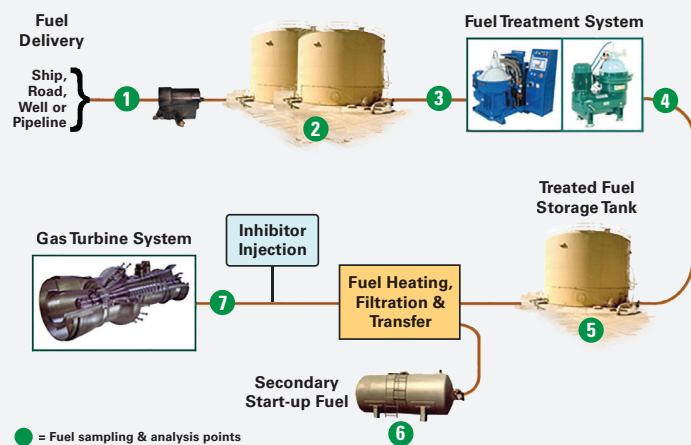 Fuel
Delivery
Ship,
Road,
Well or
Pipeline
1
2
3
Fuel Treatment System
4
Treated Fuel
Storage Tank
5
Gas Turbine System
Inhibitor
Injection
7
Fuel Heating,
Filtration &
Transfer
Secondary
Start-up Fuel
6
= Fuel sampling & analysis points